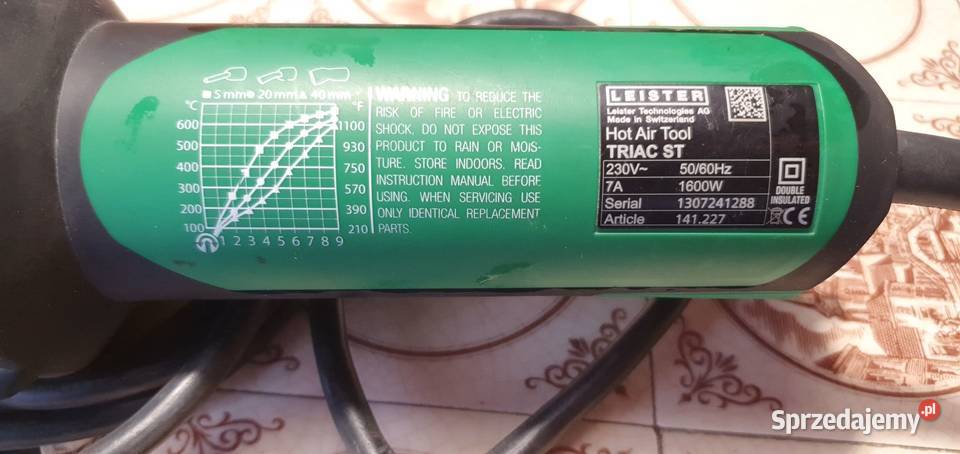 5 mm 20 mm 40 mm
°C °F
600 1100
500 930
400 750
300 570
200 390
100 210
1 2 3 4 5 6 7 8 9
WARNING TO REDUCE THE
RISK OF FIRE OR ELECTRIC
SHOCK, DO NOT EXPOSE THIS
PRODUCT TO RAIN OR MOIS-
TURE. STORE INDOORS. READ
INSTRUCTION MANUAL BEFORE
USING. WHEN SERVICING USE
ONLY IDENTICAL REPLACEMENT
PARTS.
LEISTER
Leister Technologies AG
Made in Switzerland
Hot Air Tool
TRIAC ST
230V~ 50/60Hz
7A 1600W
Serial 1307241288
Article 141.227
DOUBLE
INSULATED
CE
Sprzedajemy.pl